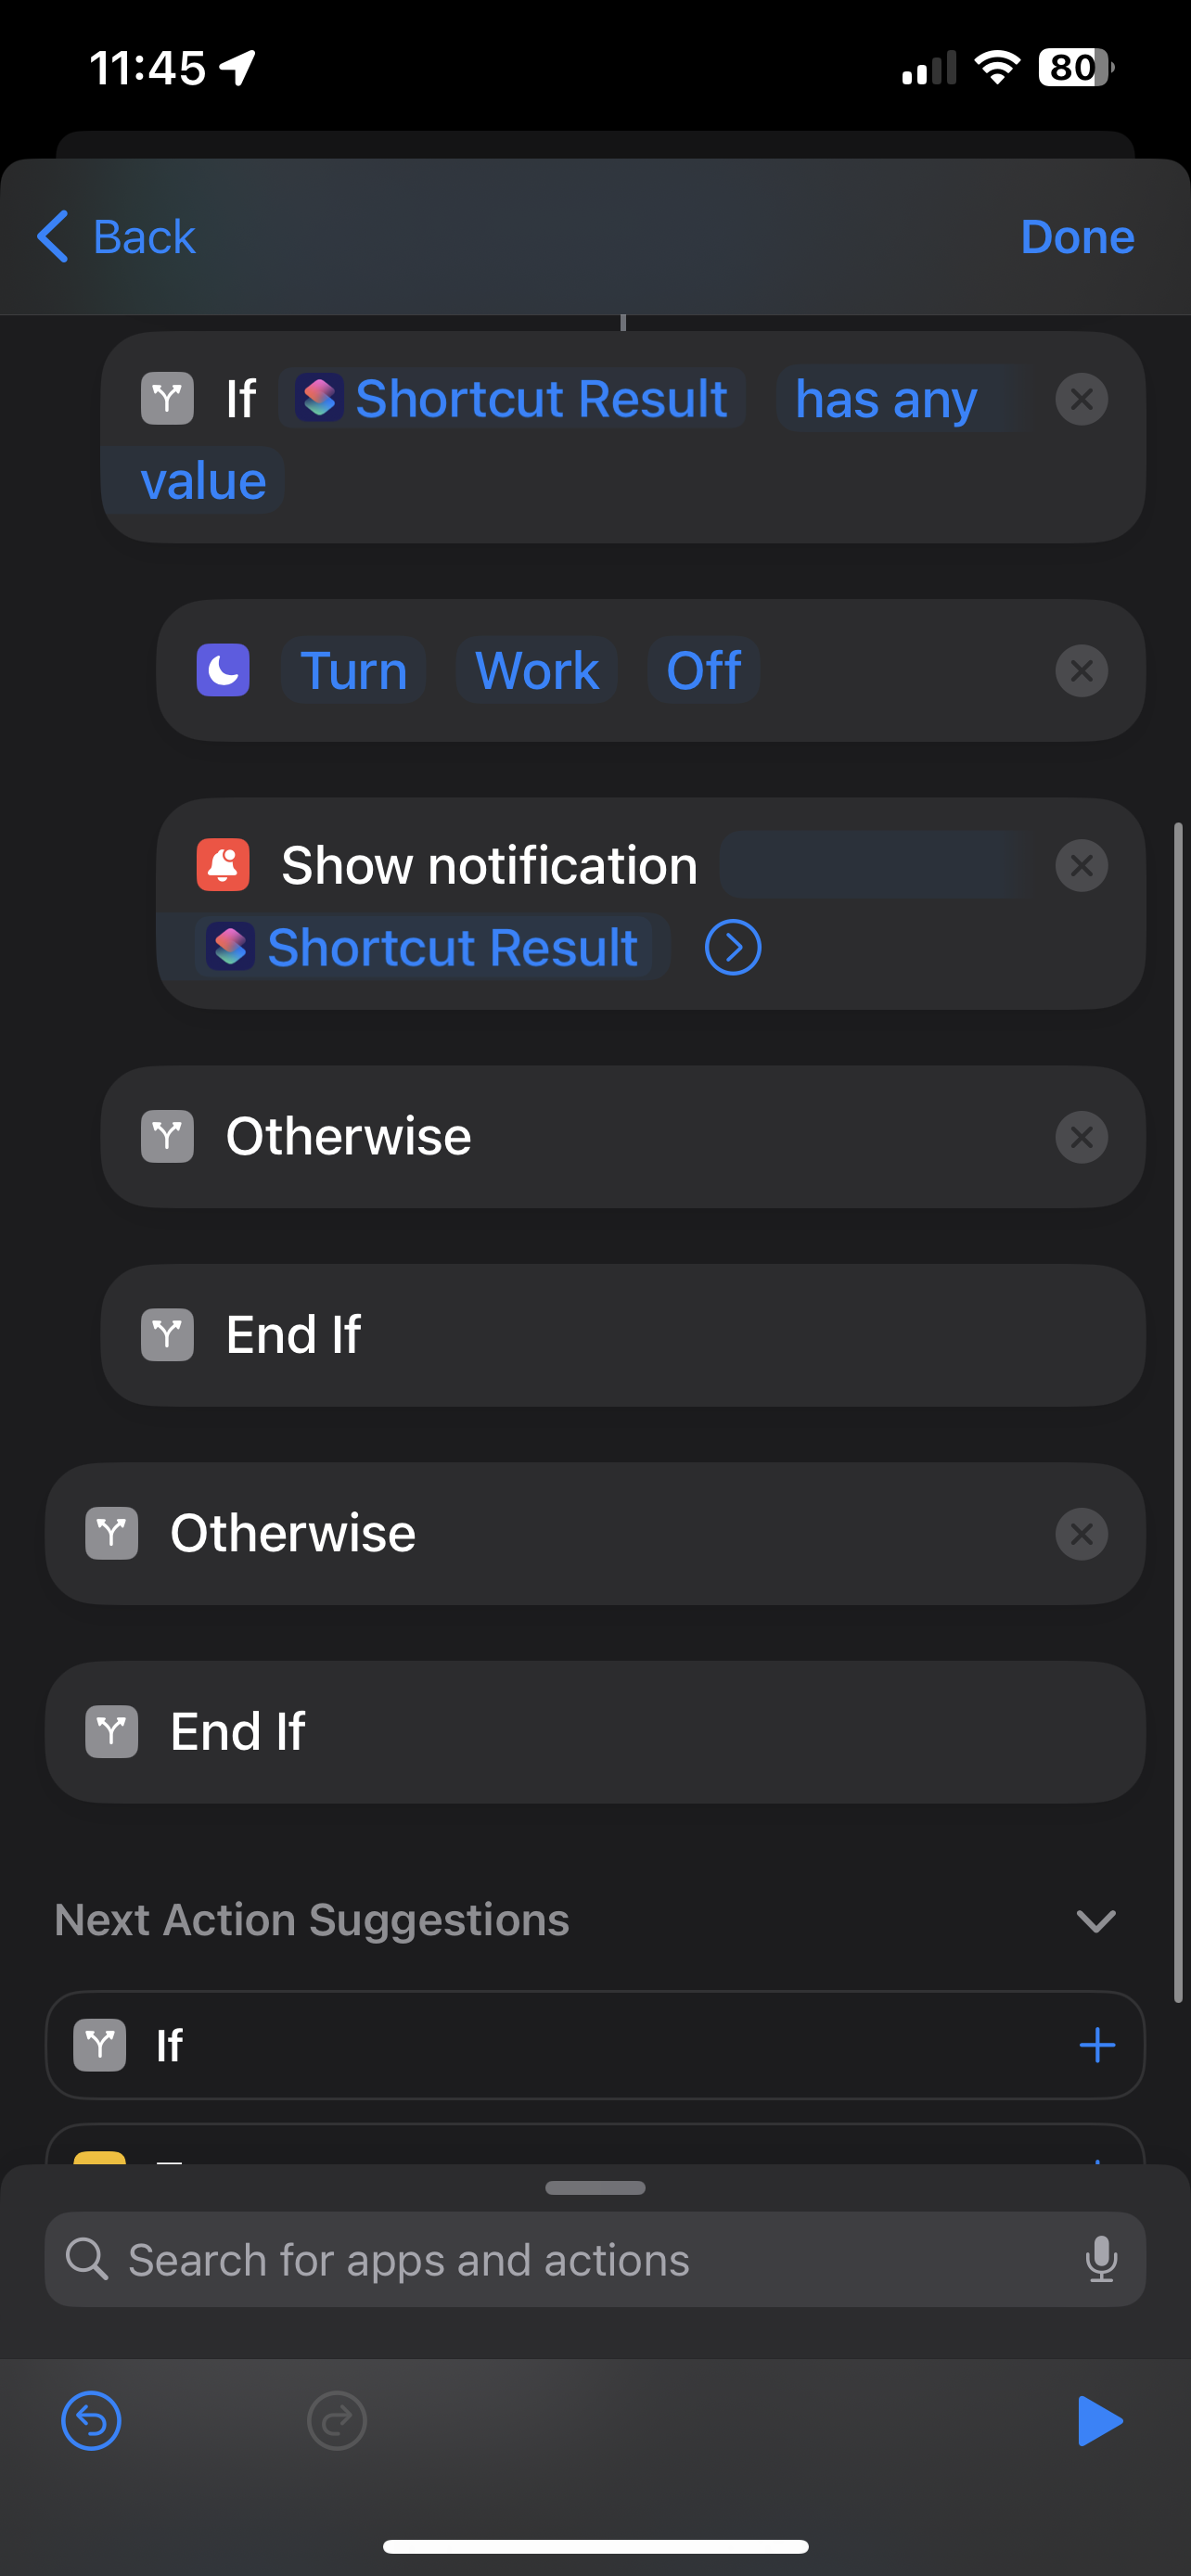 11:45
80
Back
Done
If Shortcut Result has any
value
Turn Work Off
Show notification
Shortcut Result
Otherwise
End If
Otherwise
End If
Next Action Suggestions
If
Search for apps and actions